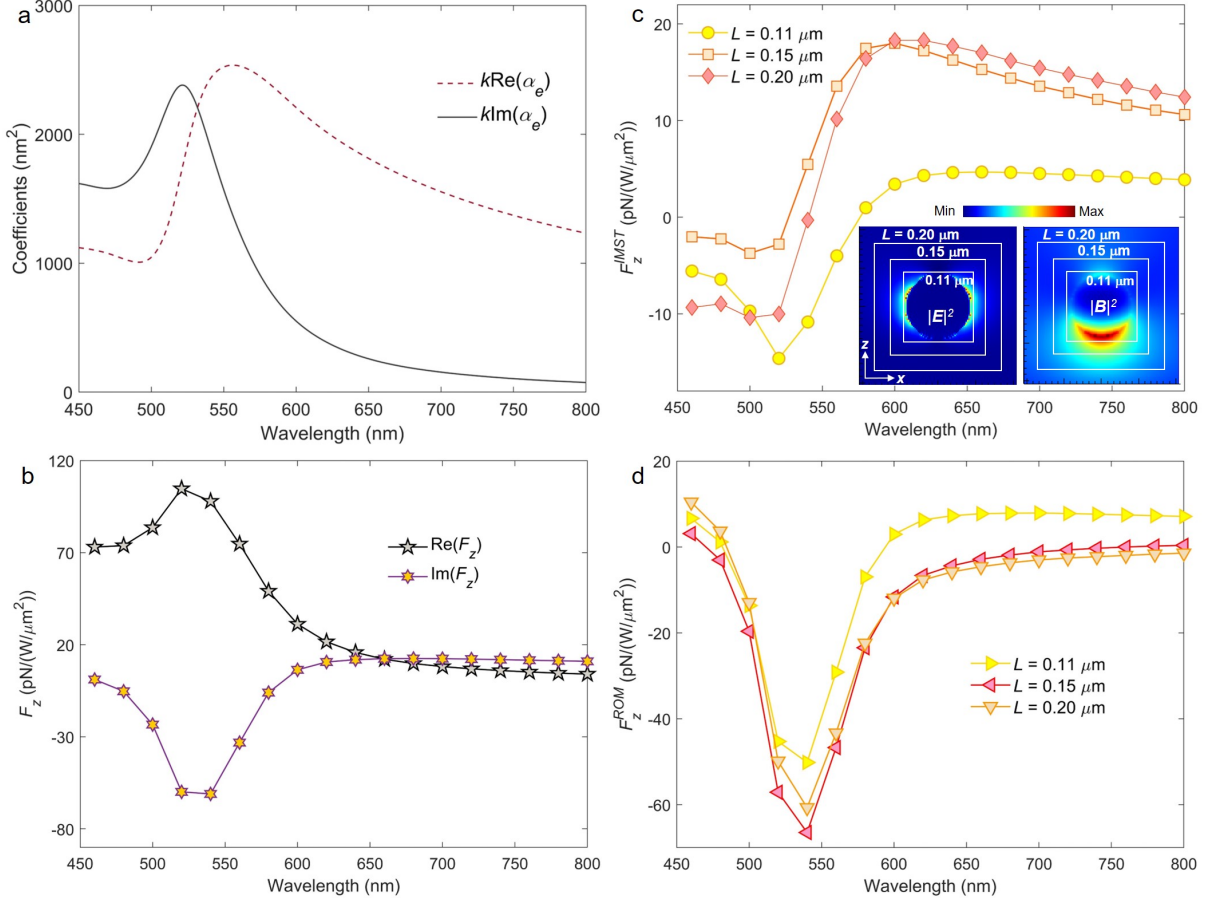 a
3000
2000
1000
0
Coefficients (nm²)
kRe(αₑ)
kIm(αₑ)
450 500 550 600 650 700 750 800
Wavelength (nm)
b
120
70
20
-30
-80
F_z (pN/(W/μm²))
Re(F_z)
Im(F_z)
450 500 550 600 650 700 750 800
Wavelength (nm)
c
20
10
0
-10
F_z^IMST (pN/(W/μm²))
L = 0.11 μm
L = 0.15 μm
L = 0.20 μm
Min Max
L = 0.20 μm
0.15 μm
0.11 μm
|E|²
z
x
L = 0.20 μm
0.15 μm
0.11 μm
|B|²
450 500 550 600 650 700 750 800
Wavelength (nm)
d
20
0
-20
-40
-60
F_z^ROM (pN/(W/μm²))
L = 0.11 μm
L = 0.15 μm
L = 0.20 μm
450 500 550 600 650 700 750 800
Wavelength (nm)